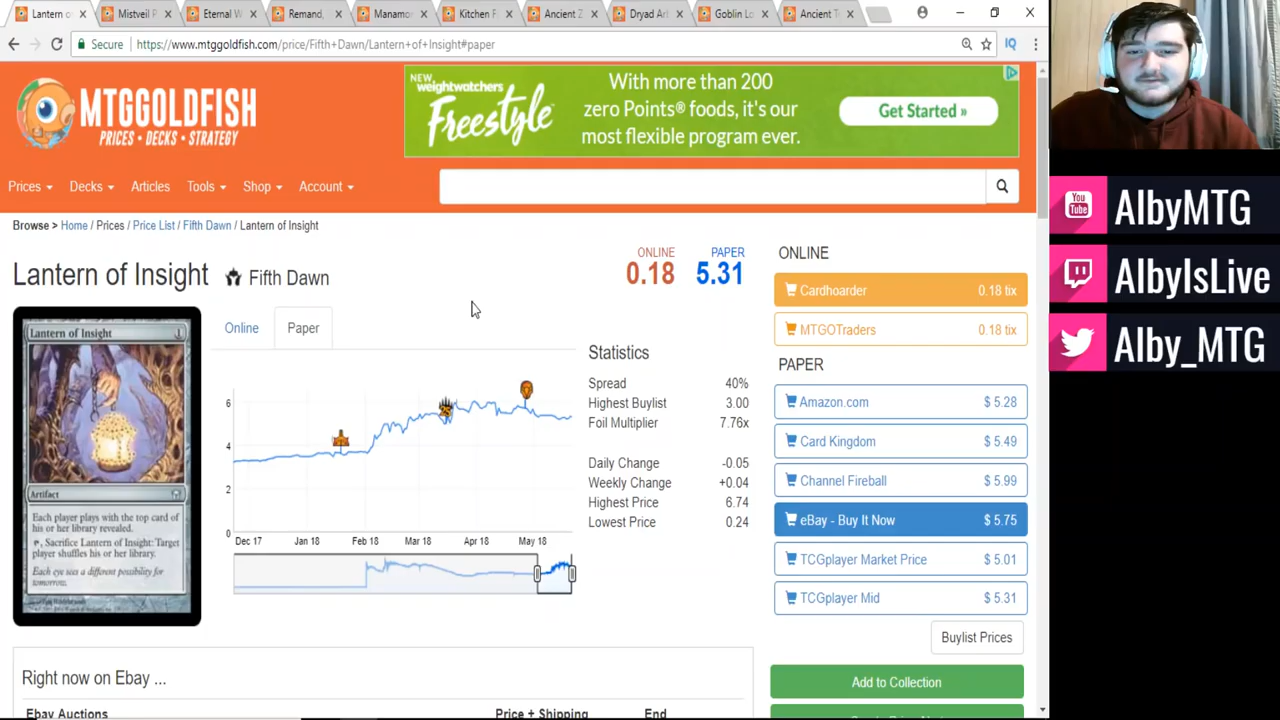 Lantern o
Mistveil P
Eternal W
Remand,
Manamor
Kitchen F
Ancient Z
Dryad Ar
Goblin Lo
Ancient T
Secure https://www.mtggoldfish.com/price/Fifth+Dawn/Lantern+of+Insight#paper
IQ
MTGGOLDFISH
PRICES • DECKS • STRATEGY
NEW weightwatchers Freestyle
With more than 200
zero Points® foods, it's our
most flexible program ever.
Get Started »
Prices Decks Articles Tools Shop Account
Browse > Home / Prices / Price List / Fifth Dawn / Lantern of Insight
Lantern of Insight Fifth Dawn
ONLINE PAPER
0.18 5.31
Lantern of Insight 1
Artifact
Each player plays with the top card of
his or her library revealed.
, Sacrifice Lantern of Insight: Target
player shuffles his or her library.
Each eye sees a different possibility for
tomorrow.
Online Paper
6
4
2
0
Dec 17 Jan 18 Feb 18 Mar 18 Apr 18 May 18
Statistics
Spread 40%
Highest Buylist 3.00
Foil Multiplier 7.76x
Daily Change -0.05
Weekly Change +0.04
Highest Price 6.74
Lowest Price 0.24
ONLINE
Cardhoarder 0.18 tix
MTGOTraders 0.18 tix
PAPER
Amazon.com $ 5.28
Card Kingdom $ 5.49
Channel Fireball $ 5.99
eBay - Buy It Now $ 5.75
TCGplayer Market Price $ 5.01
TCGplayer Mid $ 5.31
Buylist Prices
Add to Collection
Right now on Ebay ...
Ebay Auctions Price + Shipping End
You Tube AlbyMTG
AlbyIsLive
Alby_MTG